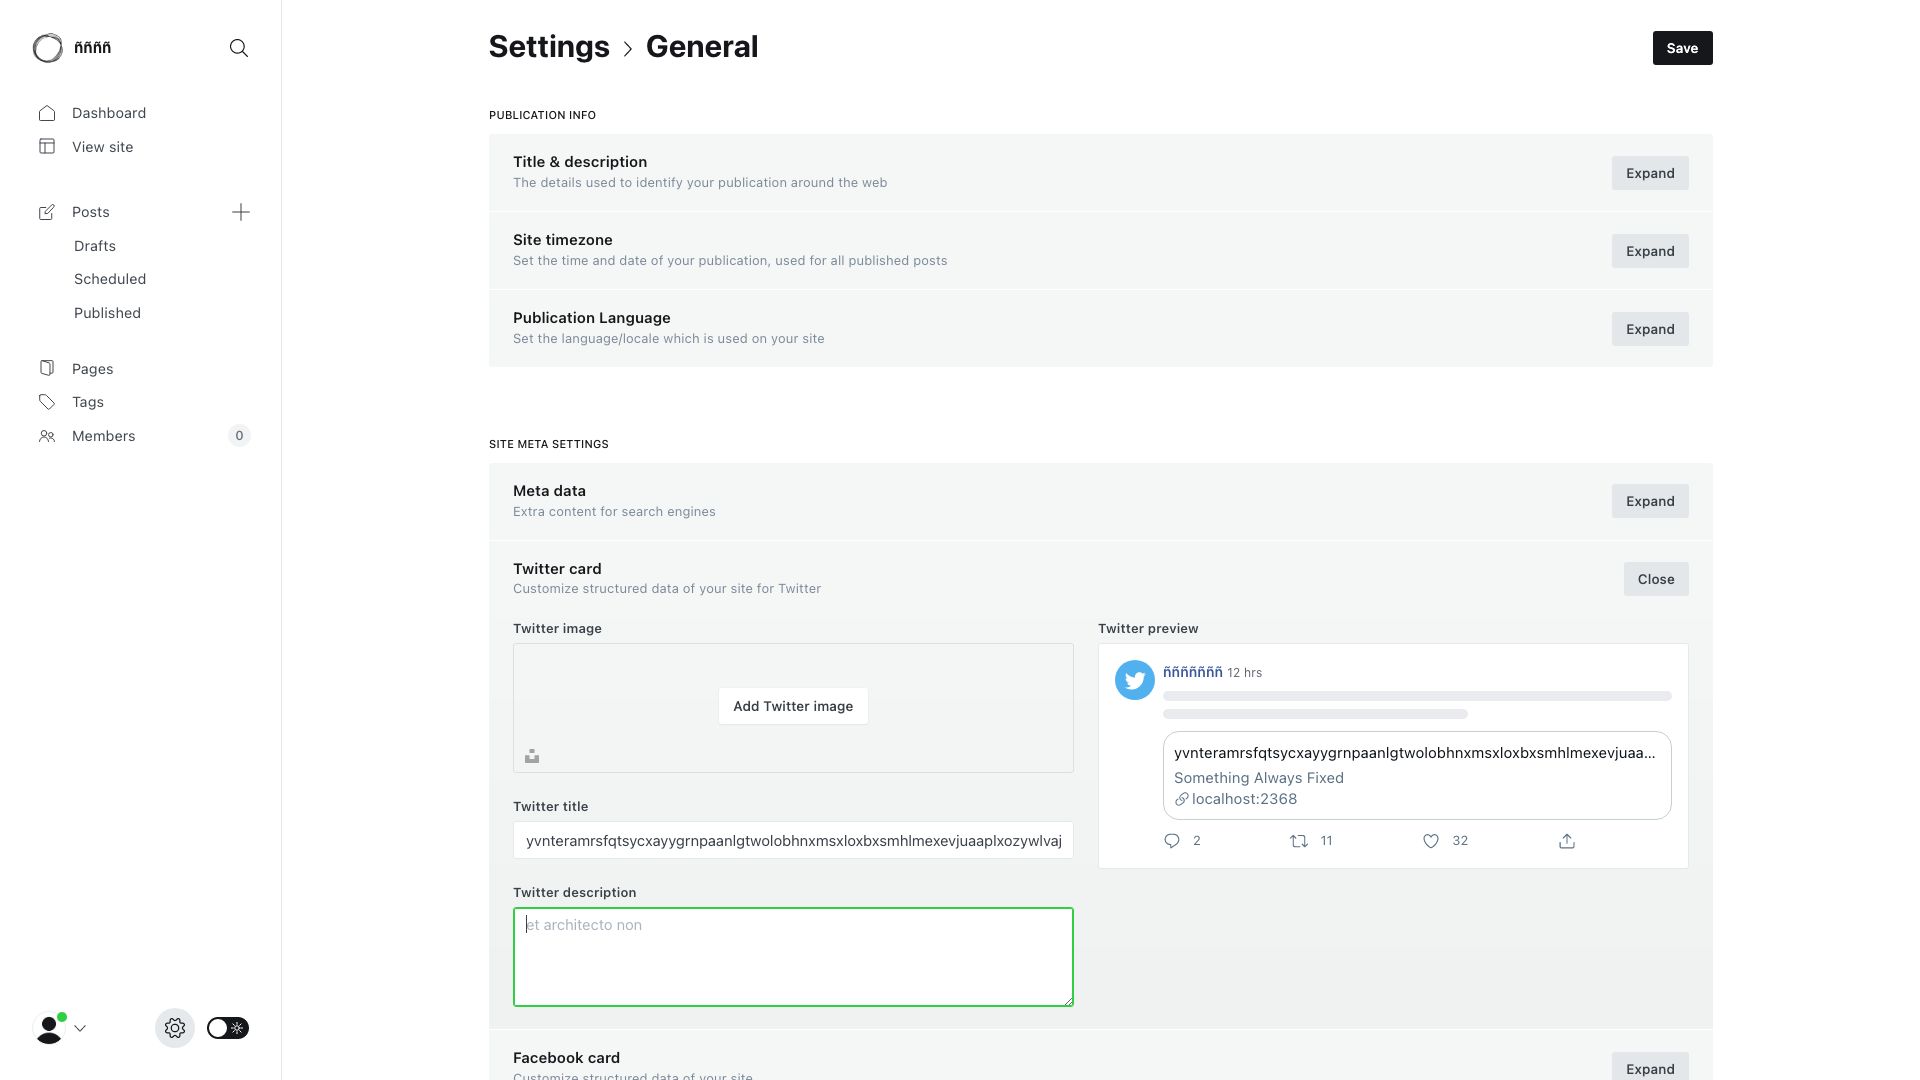 ññññ
Dashboard
View site
Posts
Drafts
Scheduled
Published
Pages
Tags
Members 0
Settings › General
Save
PUBLICATION INFO
Title & description
The details used to identify your publication around the web
Expand
Site timezone
Set the time and date of your publication, used for all published posts
Expand
Publication Language
Set the language/locale which is used on your site
Expand
SITE META SETTINGS
Meta data
Extra content for search engines
Expand
Twitter card
Customize structured data of your site for Twitter
Close
Twitter image
Add Twitter image
Twitter title
yvnteramrsfqtsycxayygrnpaanlgtwolobhnxmsxloxbxsmhlmexevjuaaplxozywlvaj
Twitter description
et architecto non
Twitter preview
ñññññññ 12 hrs
yvnteramrsfqtsycxayygrnpaanlgtwolobhnxmsxloxbxsmhlmexevjuaa...
Something Always Fixed
localhost:2368
2 11 32
Facebook card
Customize structured data of your site
Expand